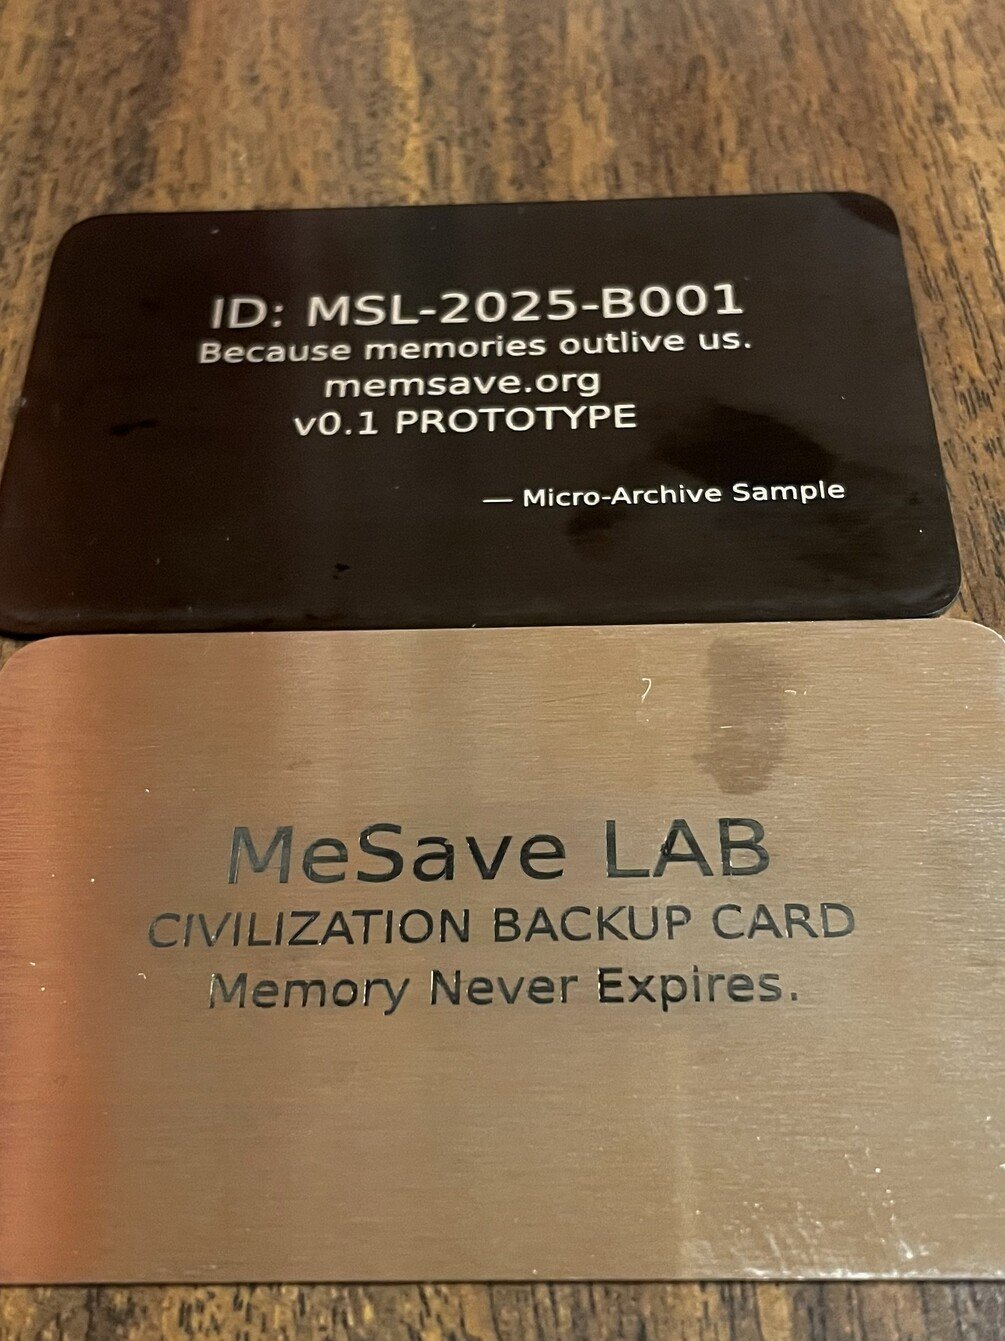 ID: MSL-2025-B001
Because memories outlive us.
memsave.org
v0.1 PROTOTYPE
— Micro-Archive Sample
MeSave LAB
CIVILIZATION BACKUP CARD
Memory Never Expires.